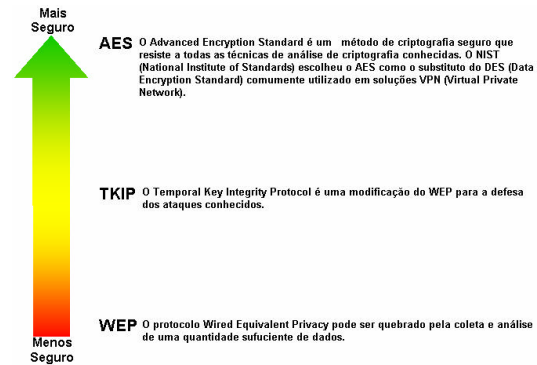 Mais
Seguro
AES O Advanced Encryption Standard é um método de criptografia seguro que
resiste a todas as técnicas de análise de criptografia conhecidas. O NIST
(National Institute of Standards) escolheu o AES como o substituto do DES (Data
Encryption Standard) comumente utilizado em soluções VPN (Virtual Private
Network).
TKIP O Temporal Key Integrity Protocol é uma modificação do WEP para a defesa
dos ataques conhecidos.
WEP O protocolo Wired Equivalent Privacy pode ser quebrado pela coleta e análise
de uma quantidade sufuciente de dados.
Menos
Seguro